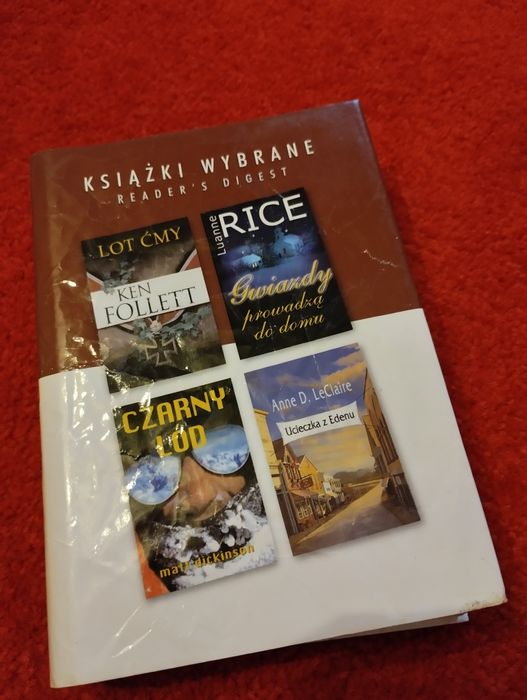 KSIĄŻKI WYBRANE
READER'S DIGEST
LOT ĆMY
KEN
FOLLETT
Luanne
RICE
Gwiazdy
prowadzą
do domu
CZARNY
LÓD
matt dickinson
Anne D. LeClaire
Ucieczka z Edenu